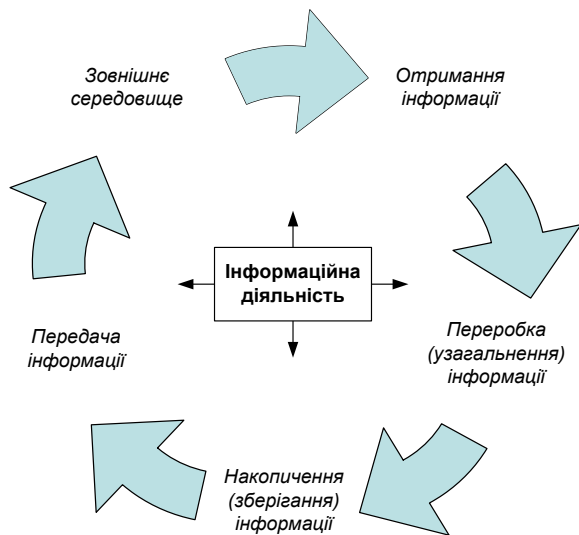 Зовнішнє
середовище
Отримання
інформації
Інформаційна
діяльність
Передача
інформації
Переробка
(узагальнення)
інформації
Накопичення
(зберігання)
інформації